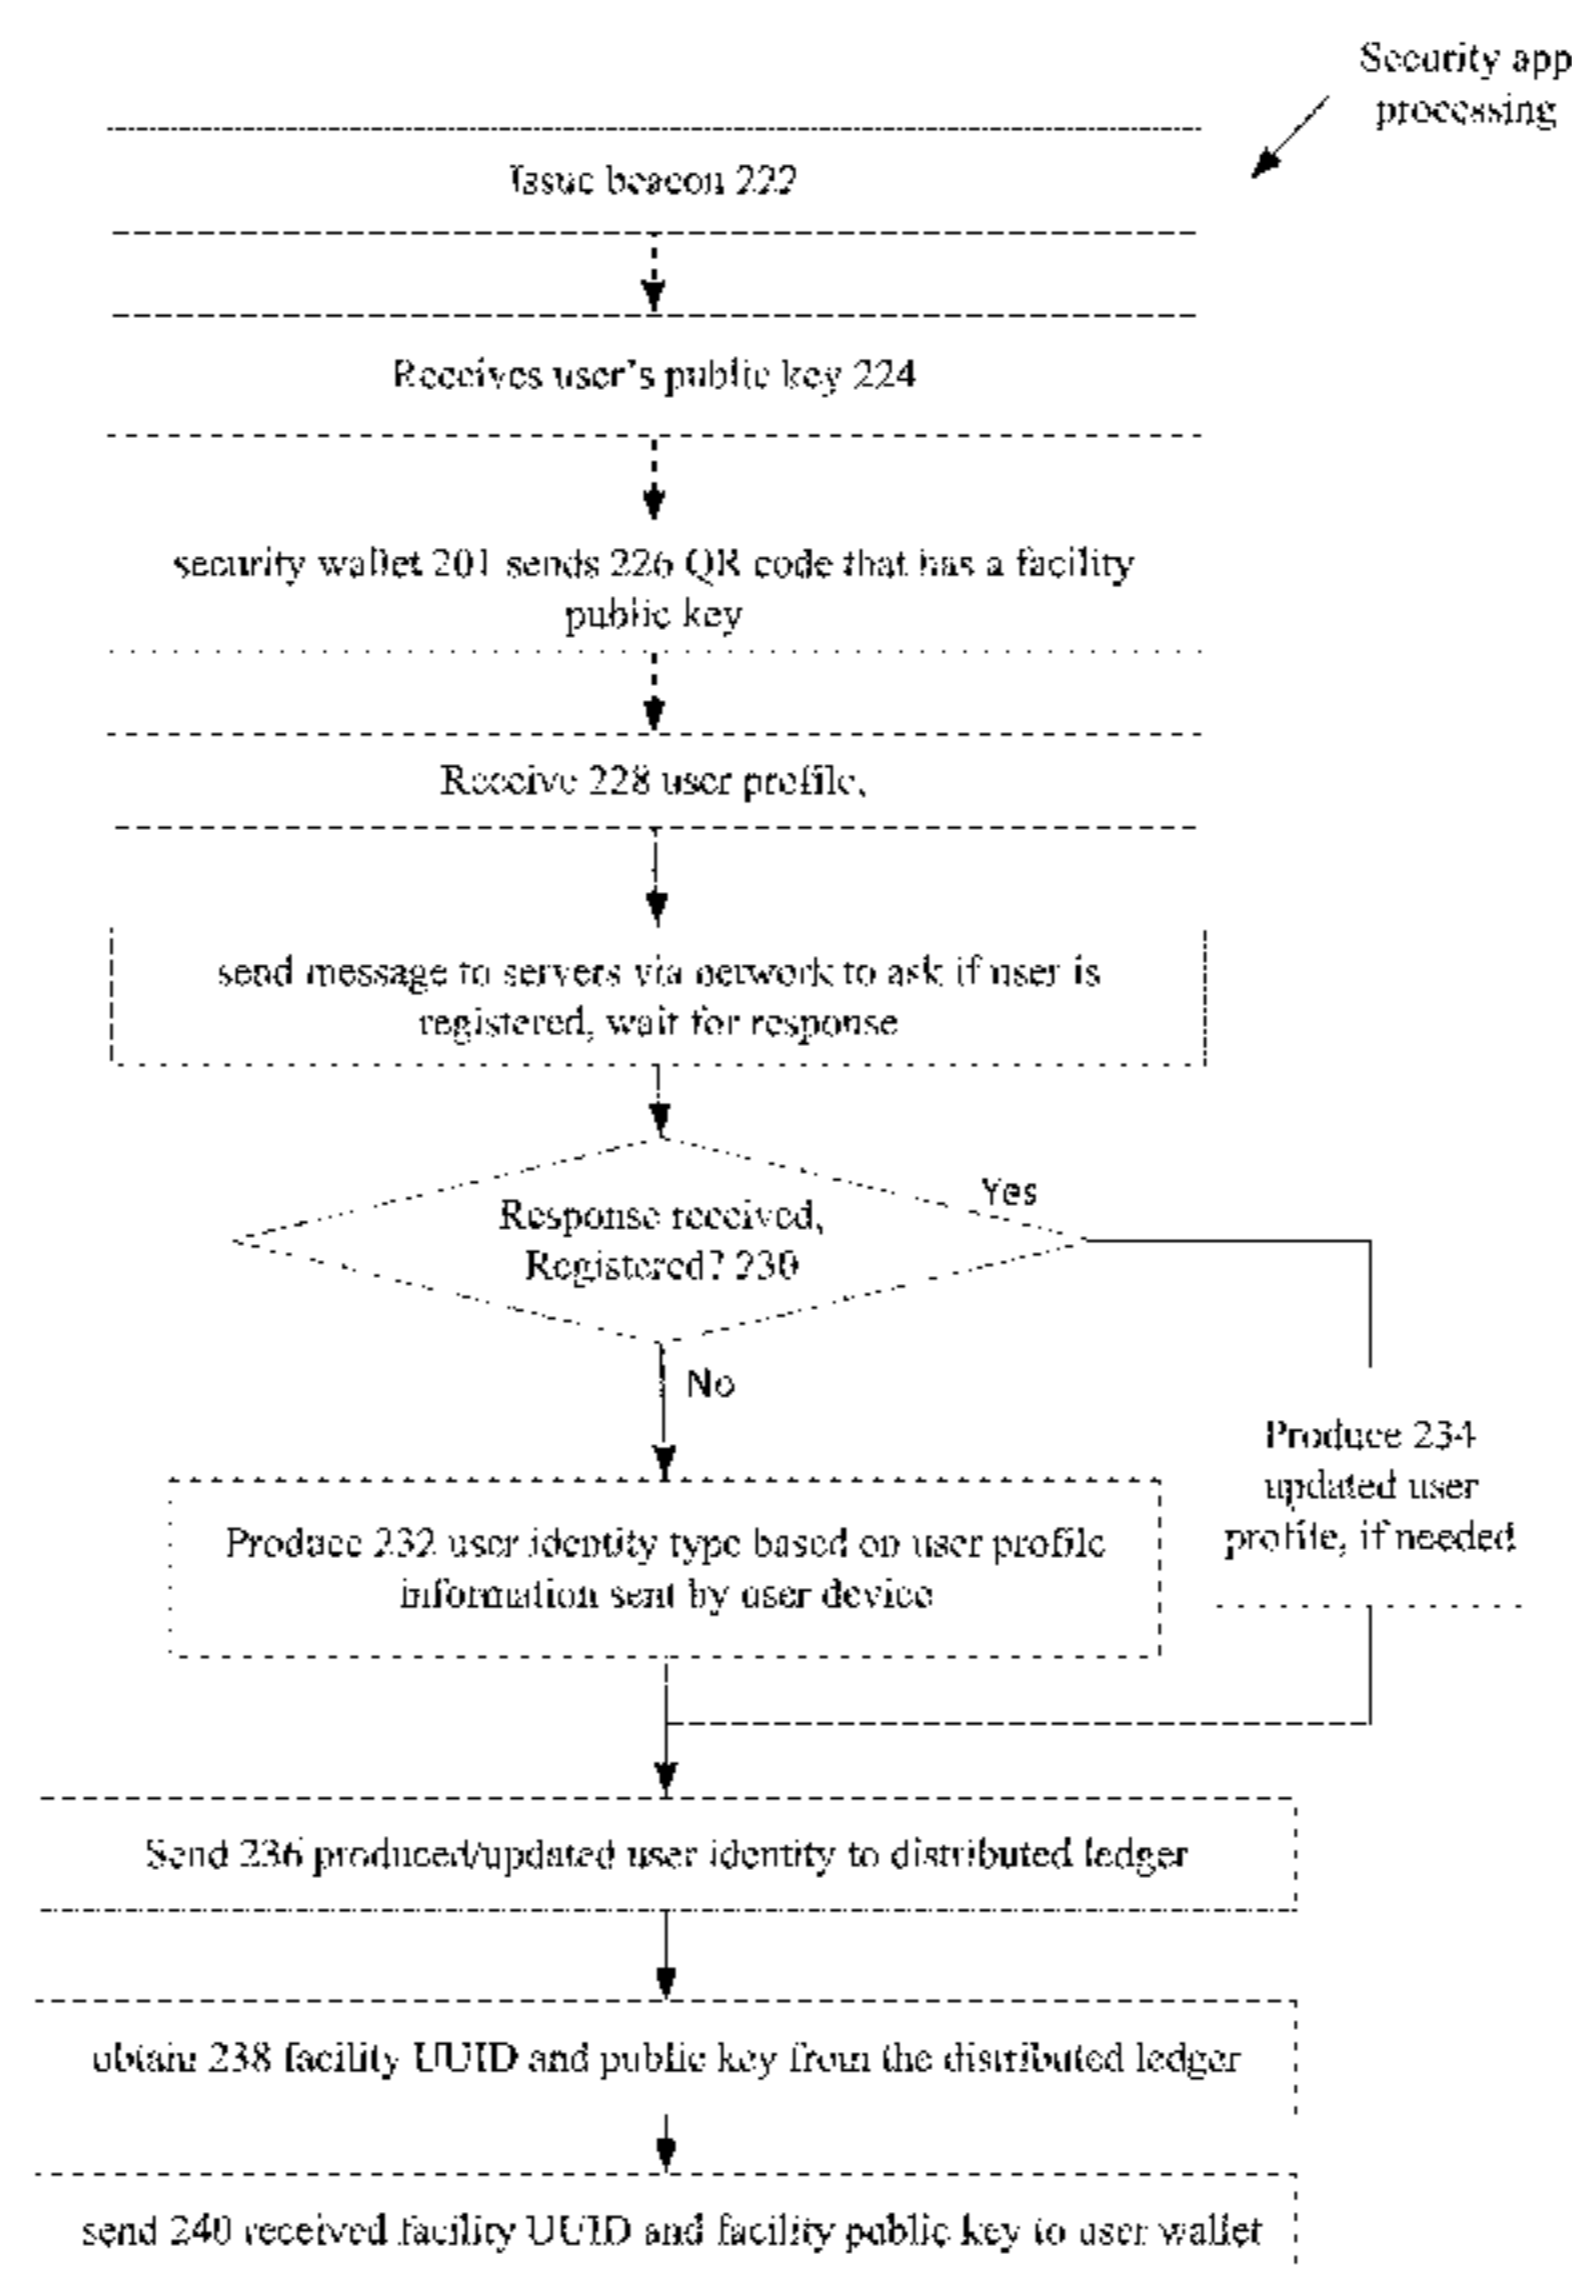 Security app
processing
Issue beacon 222
Receives user's public key 224
security wallet 201 sends 226 QR code that has a facility
public key
Receive 228 user profile,
send message to servers via network to ask if user is
registered, wait for response
Response received,
Registered? 230
Yes
No
Produce 234
updated user
profile, if needed
Produce 232 user identity type based on user profile
information sent by user device
Send 236 produced/updated user identity to distributed ledger
obtain 238 facility UUID and public key from the distributed ledger
send 240 received facility UUID and facility public key to user wallet